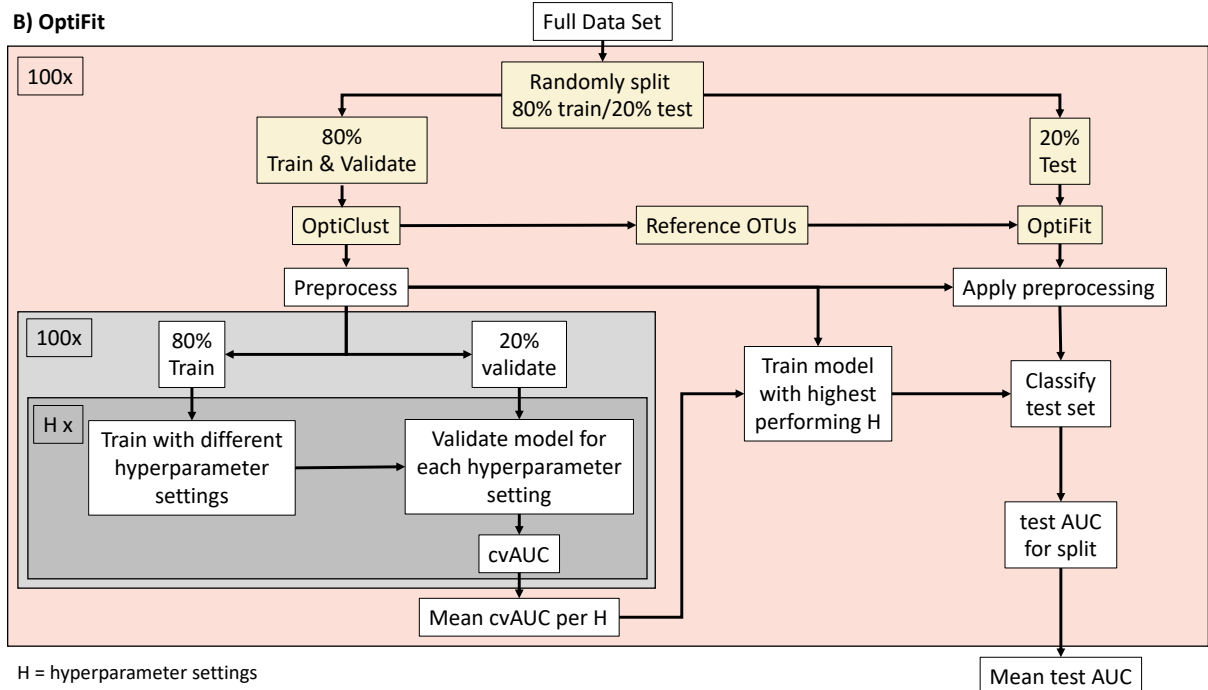 B) OptiFit
Full Data Set
100x
Randomly split
80% train/20% test
80%
Train & Validate
20%
Test
OptiClust
Reference OTUs
OptiFit
Preprocess
Apply preprocessing
100x
80%
Train
20%
validate
Train model
with highest
performing H
Classify
test set
H x
Train with different
hyperparameter
settings
Validate model for
each hyperparameter
setting
cvAUC
test AUC
for split
Mean cvAUC per H
H = hyperparameter settings
Mean test AUC